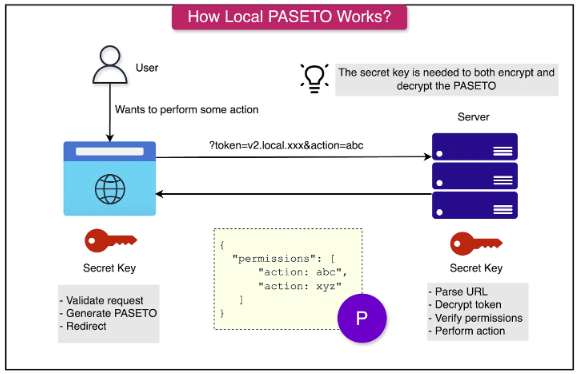 How Local PASETO Works?
User
The secret key is needed to both encrypt and
decrypt the PASETO
Wants to perform some action
Server
?token=v2.local.xxx&action=abc
Secret Key
- Validate request
- Generate PASETO
- Redirect
{
"permissions": [
"action: abc",
"action: xyz"
]
}
P
Secret Key
- Parse URL
- Decrypt token
- Verify permissions
- Perform action